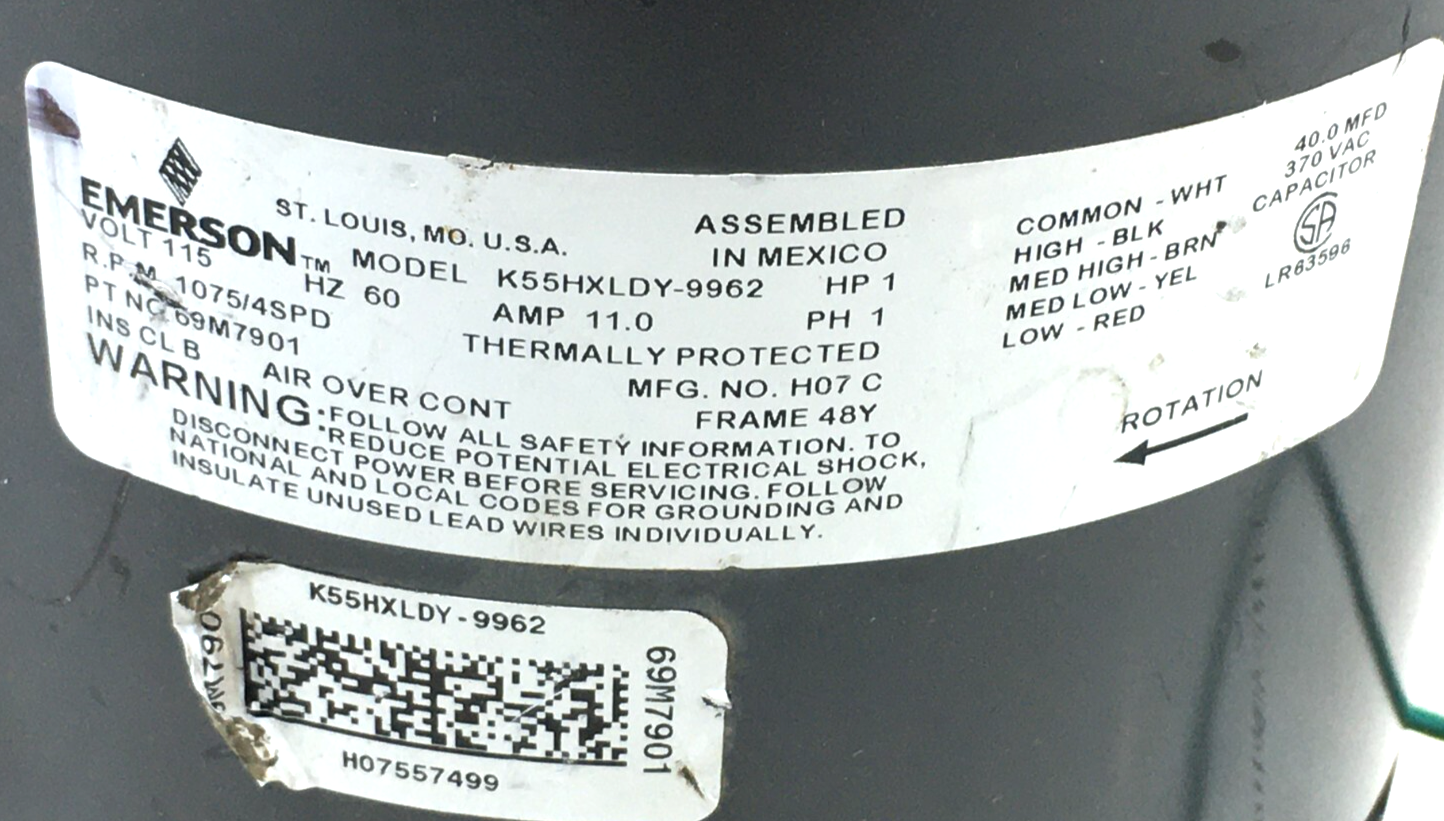 EMERSON™
ST. LOUIS, MO. U.S.A.
ASSEMBLED
IN MEXICO
VOLT 115
HZ 60
MODEL K55HXLDY-9962
HP 1
R.P.M. 1075/4SPD
AMP 11.0
PH 1
PT NO. 69M7901
THERMALLY PROTECTED
INS CL B
AIR OVER CONT
MFG. NO. H07 C
FRAME 48Y
WARNING: FOLLOW ALL SAFETY INFORMATION. TO
REDUCE POTENTIAL ELECTRICAL SHOCK,
DISCONNECT POWER BEFORE SERVICING. FOLLOW
NATIONAL AND LOCAL CODES FOR GROUNDING AND
INSULATE UNUSED LEAD WIRES INDIVIDUALLY.
COMMON - WHT
HIGH - BLK
MED HIGH - BRN
MED LOW - YEL
LOW - RED
40.0 MFD
370 VAC
CAPACITOR
SA
LR63596
ROTATION
K55HXLDY-9962
69M7901
H07557499